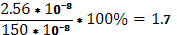 2.56 * 10⁻⁸
150 * 10⁻⁸ * 100% = 1.7